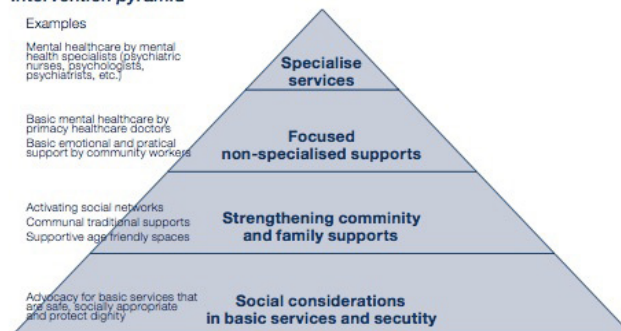 Intervention pyramid
Examples
Mental healthcare by mental
health specialists (psychiatric
nurses, psychologists,
psychiatrists, etc.)
Specialise
services
Basic mental healthcare by
primacy healthcare doctors
Basic emotional and pratical
support by community workers
Focused
non-specialised supports
Activating social networks
Communal traditional supports
Supportive age friendly spaces
Strengthening comminity
and family supports
Advocacy for basic services that
are safe, socially appropriate
and protect dignity
Social considerations
in basic services and secutity